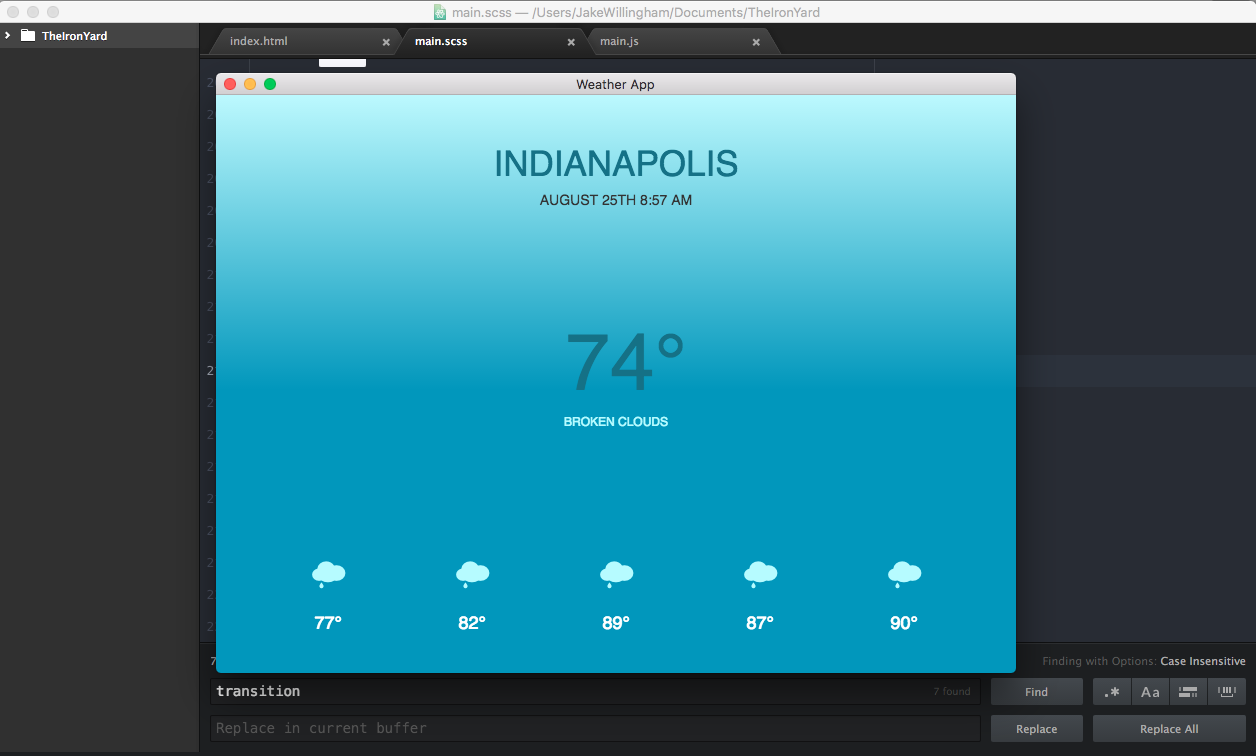 main.scss — /Users/JakeWillingham/Documents/TheIronYard
TheIronYard
index.html
main.scss
main.js
Weather App
INDIANAPOLIS
AUGUST 25TH 8:57 AM
74°
BROKEN CLOUDS
77° 82° 89° 87° 90°
Finding with Options: Case Insensitive
transition
7 found
Find
.*
Aa
Replace in current buffer
Replace
Replace All